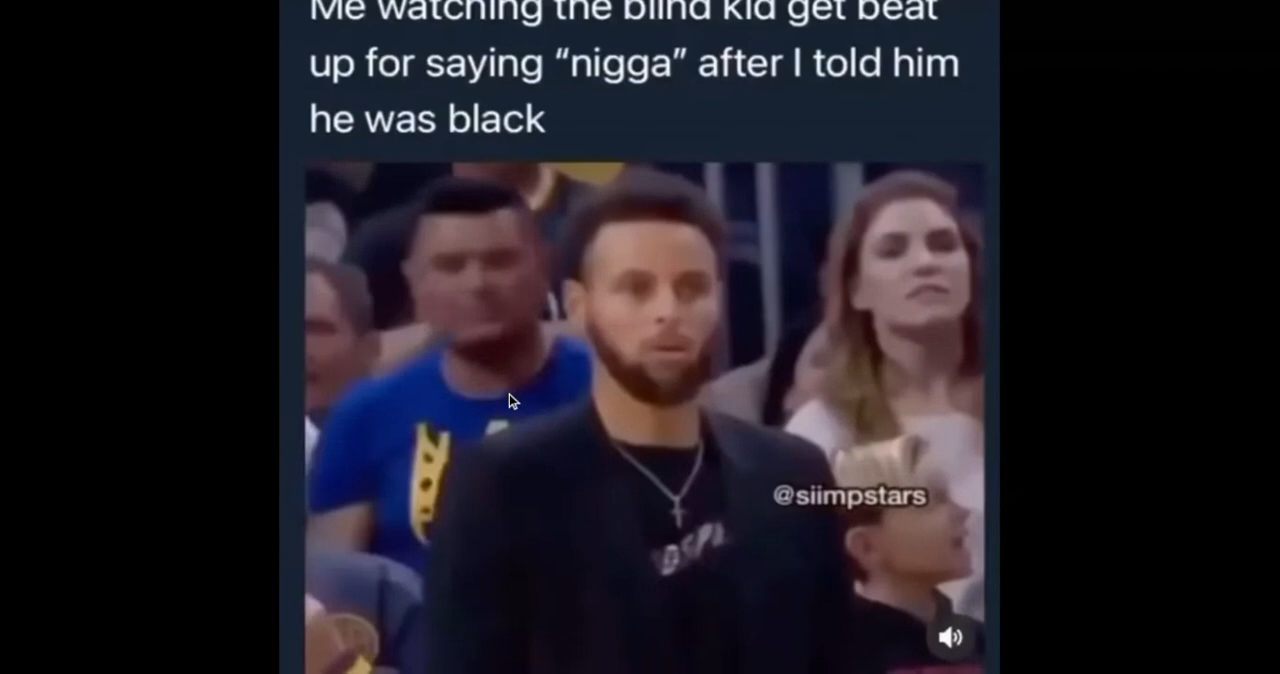 Me watching the blind kid get beat
up for saying “nigga” after I told him
he was black
@siimpstars